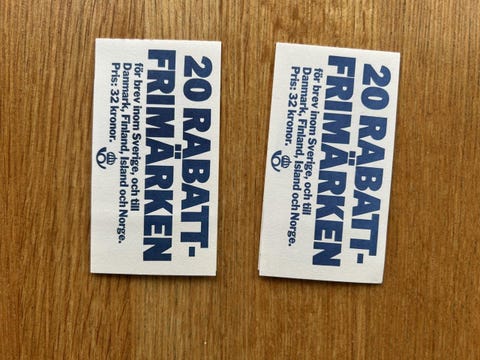 20 RABATT-
FRIMÄRKEN
för brev inom Sverige, och till
Danmark, Finland, Island och Norge.
Pris: 32 kronor.
20 RABATT-
FRIMÄRKEN
för brev inom Sverige, och till
Danmark, Finland, Island och Norge.
Pris: 32 kronor.